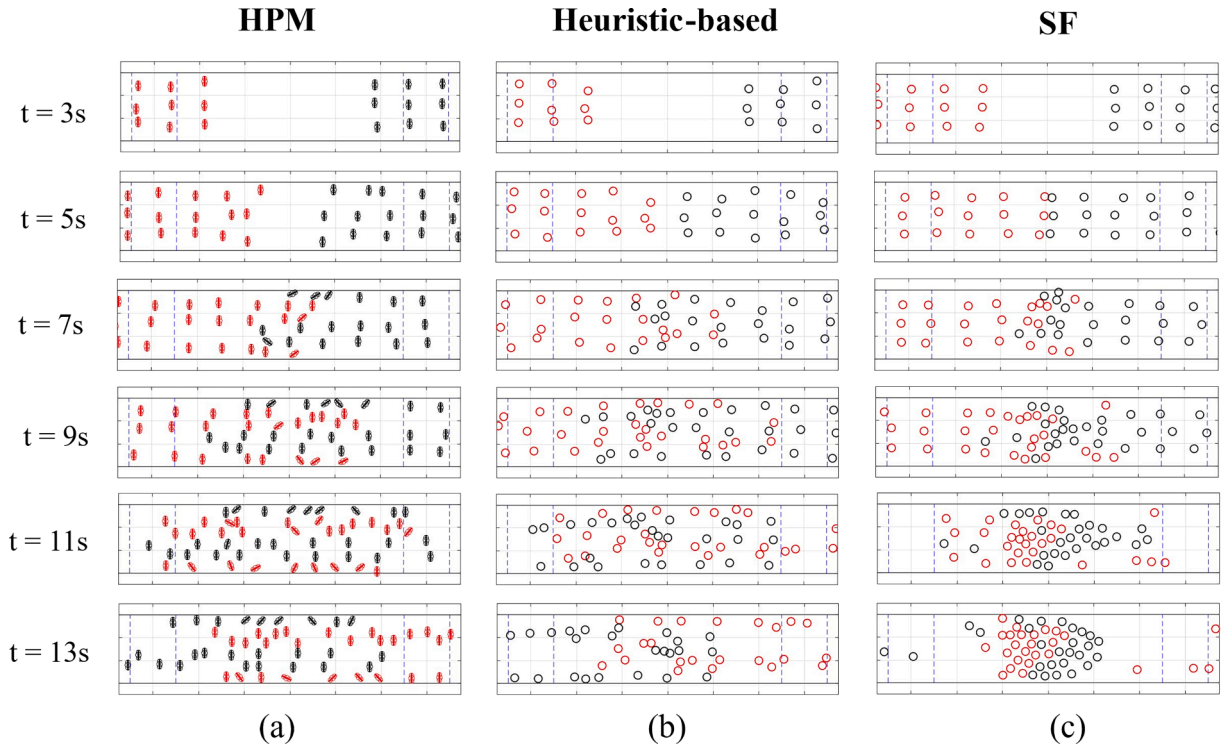 HPM Heuristic-based SF
t = 3s
t = 5s
t = 7s
t = 9s
t = 11s
t = 13s
(a) (b) (c)